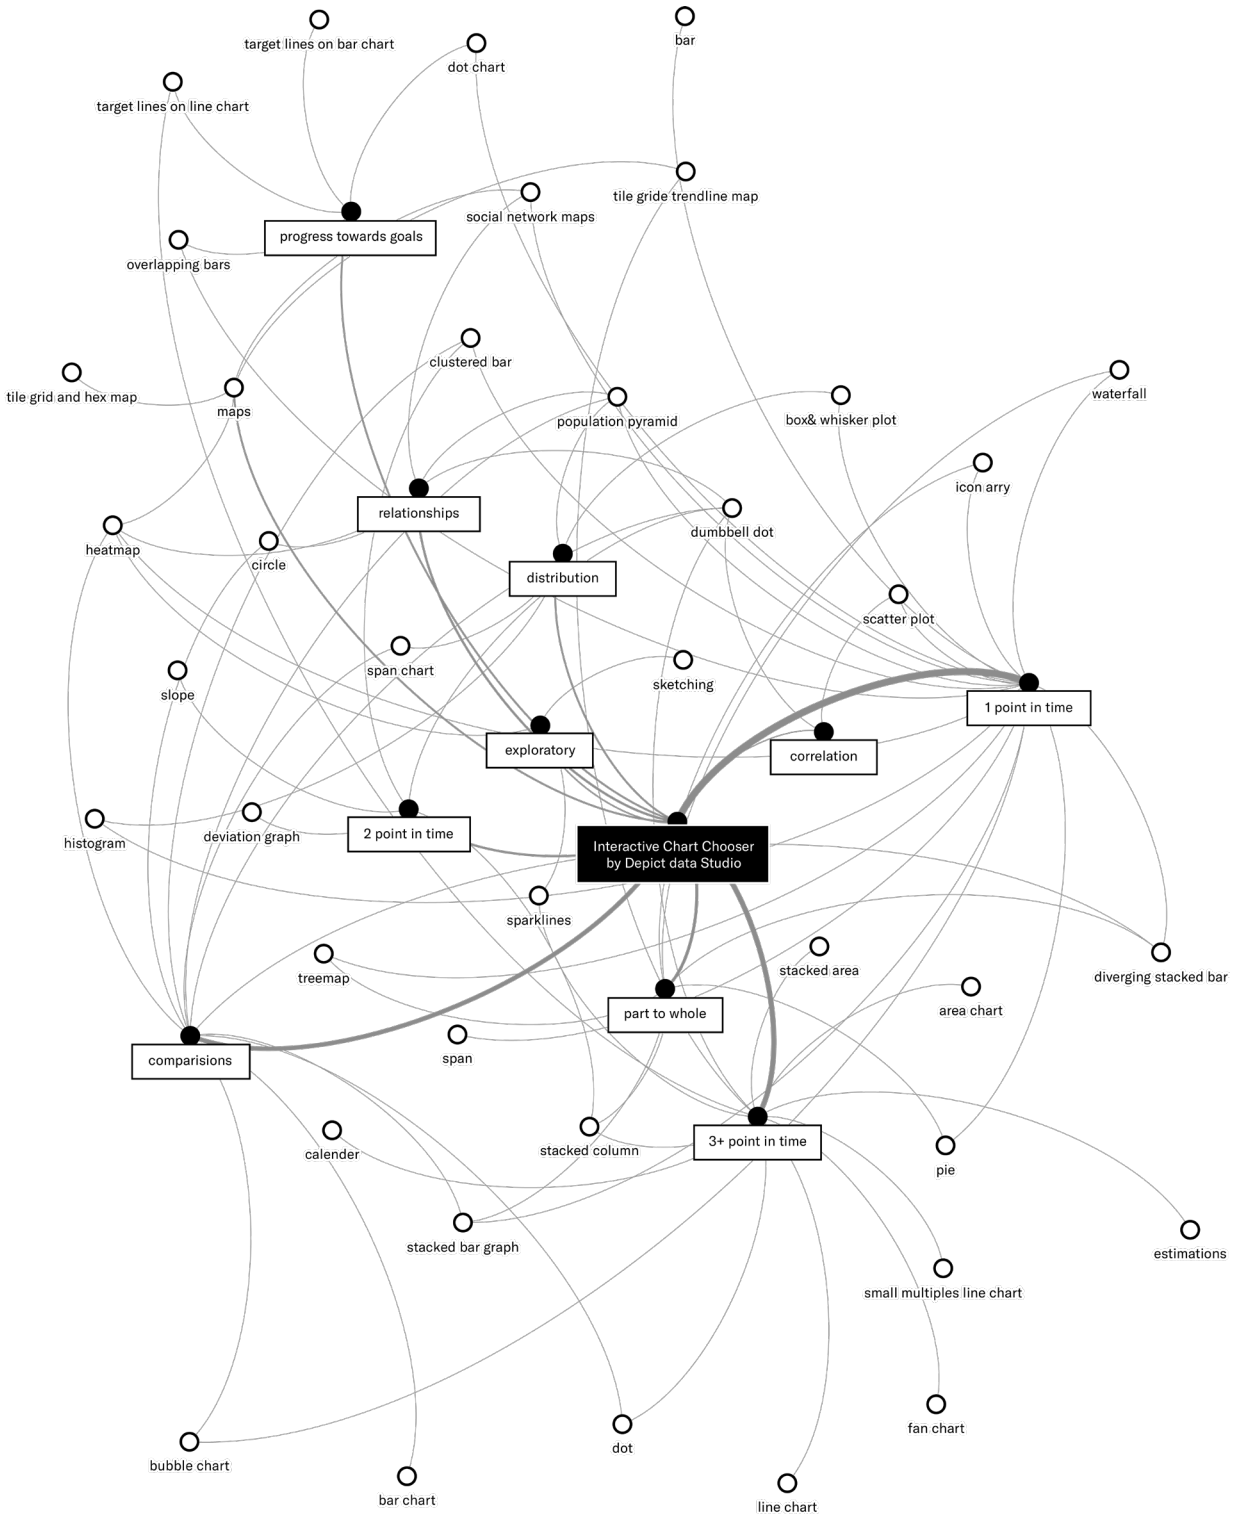 target lines on bar chart
bar
dot chart
target lines on line chart
tile gride trendline map
social network maps
progress towards goals
overlapping bars
clustered bar
tile grid and hex map
maps
waterfall
population pyramid
box& whisker plot
icon arry
relationships
dumbbell dot
heatmap
circle
distribution
scatter plot
span chart
sketching
slope
1 point in time
exploratory
correlation
deviation graph
2 point in time
histogram
Interactive Chart Chooser
by Depict data Studio
sparklines
treemap
stacked area
diverging stacked bar
part to whole
area chart
span
comparisions
3+ point in time
stacked column
calender
pie
stacked bar graph
estimations
small multiples line chart
fan chart
dot
bubble chart
bar chart
line chart